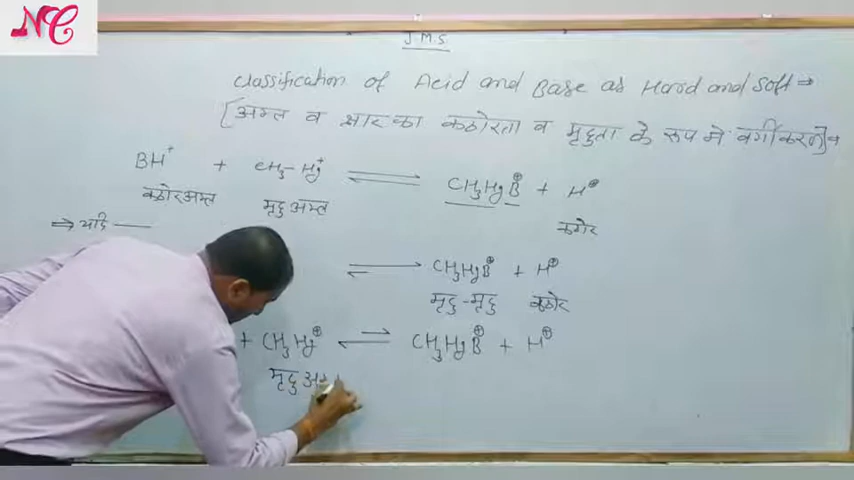 NC
J.M.S
Classification of Acid and Base as Hard and Soft ⇒
[अम्ल व क्षार का कठोरता व मृदुता के रूप मे वर्गीकरण]
BH⁺ + CH₃-Hg⁺ ⇌ CH₃HgB⊕ + H⊕
कठोर अम्ल मृदु अम्ल कठोर
⇒ यदि —
⇌ CH₃HgB⊕ + H⊕
मृदु-मृदु कठोर
+ CH₃Hg⊕ ⇌ CH₃HgB⊕ + H⊕
मृदु